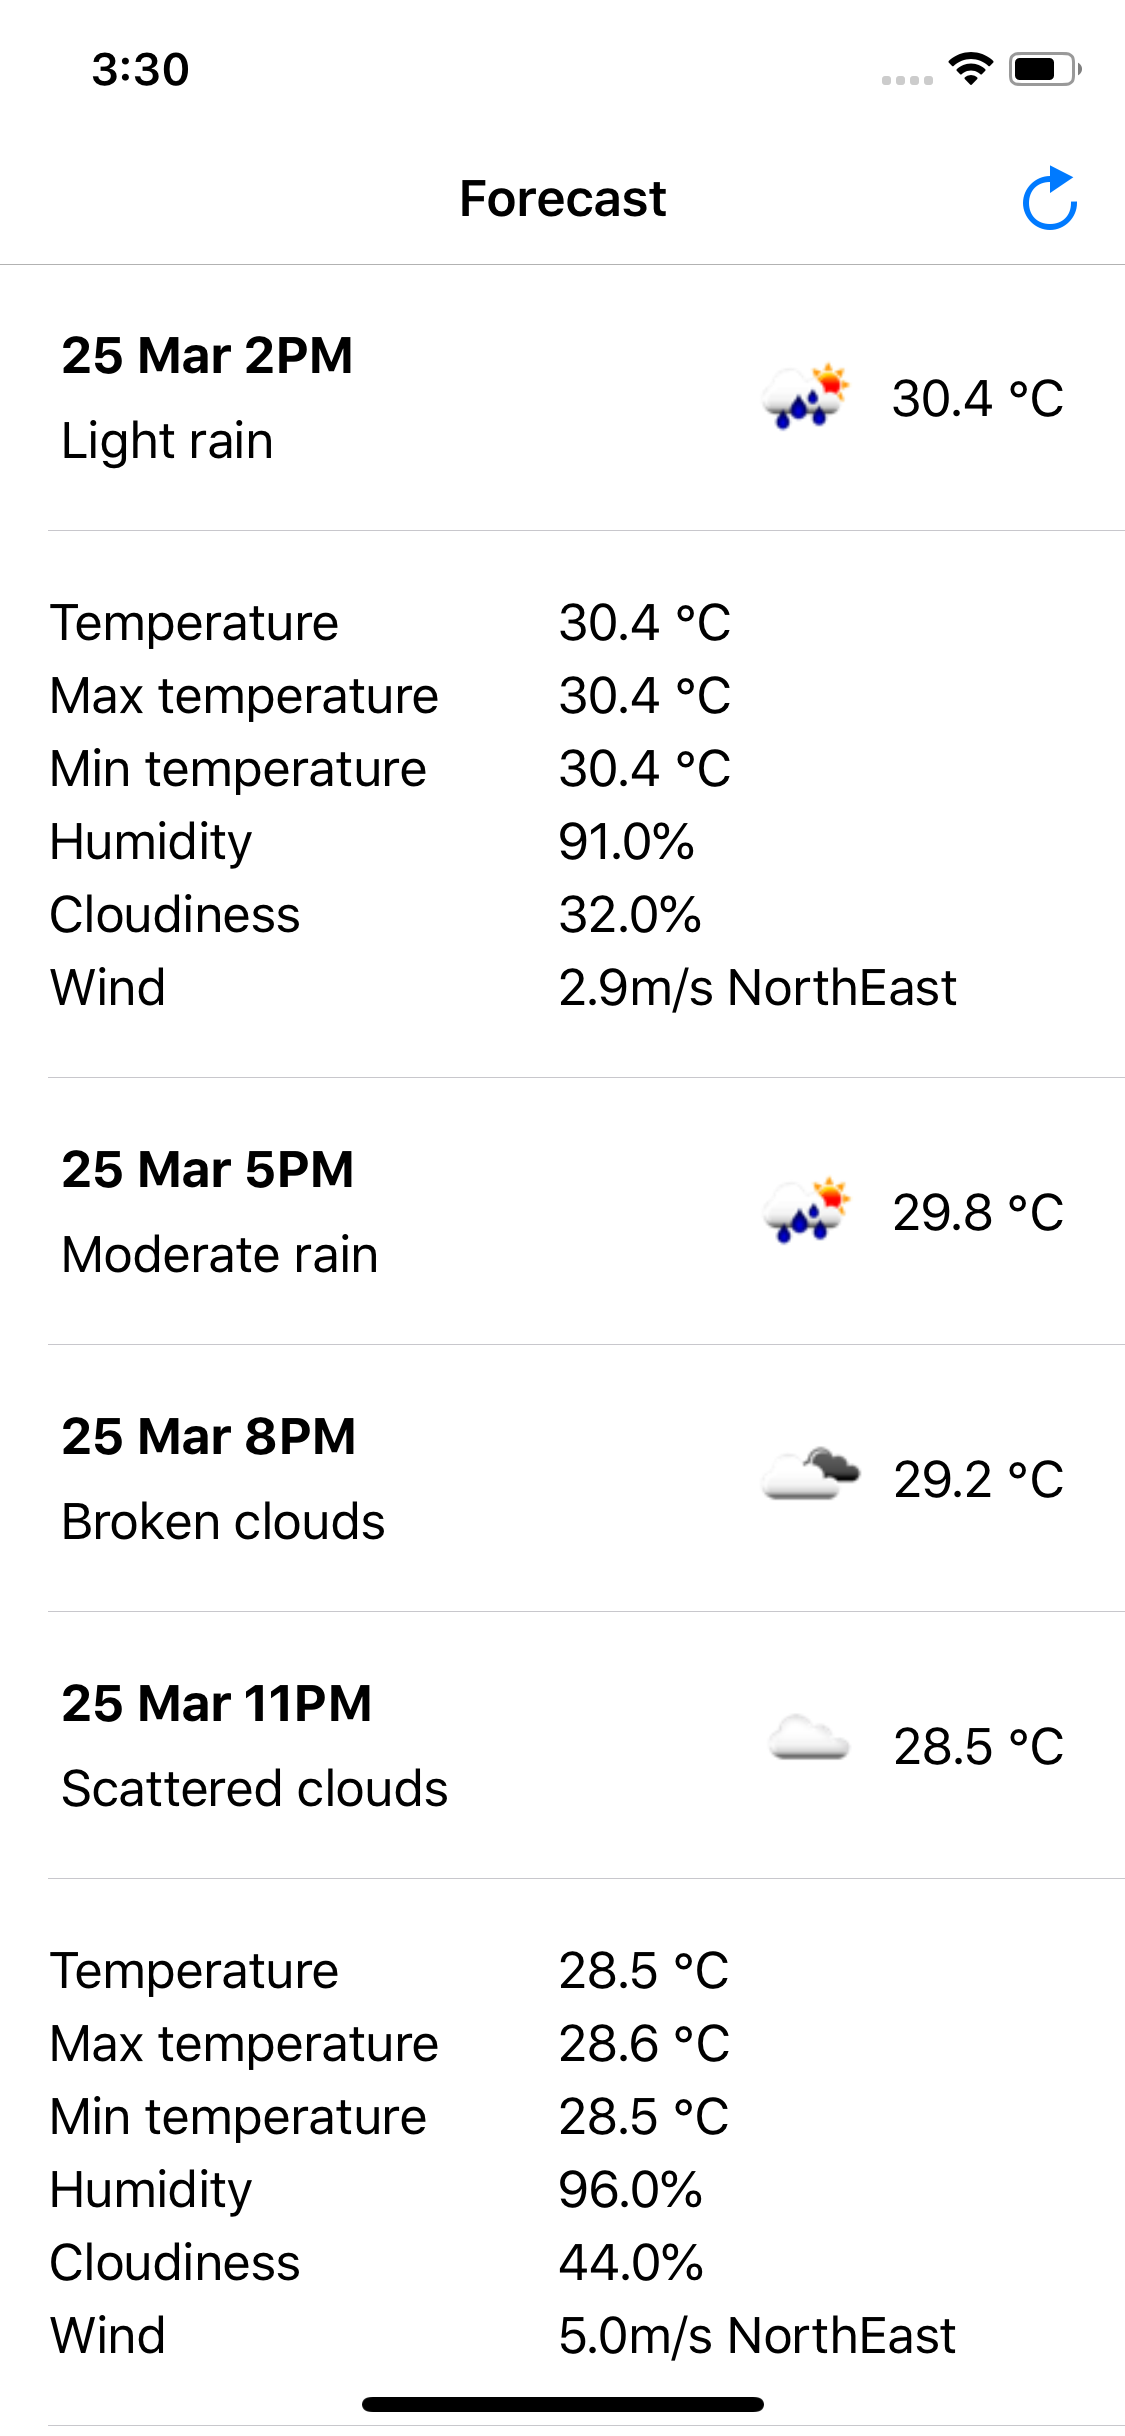 3:30
Forecast
25 Mar 2PM
Light rain
30.4 °C
Temperature 30.4 °C
Max temperature 30.4 °C
Min temperature 30.4 °C
Humidity 91.0%
Cloudiness 32.0%
Wind 2.9m/s NorthEast
25 Mar 5PM
Moderate rain
29.8 °C
25 Mar 8PM
Broken clouds
29.2 °C
25 Mar 11PM
Scattered clouds
28.5 °C
Temperature 28.5 °C
Max temperature 28.6 °C
Min temperature 28.5 °C
Humidity 96.0%
Cloudiness 44.0%
Wind 5.0m/s NorthEast